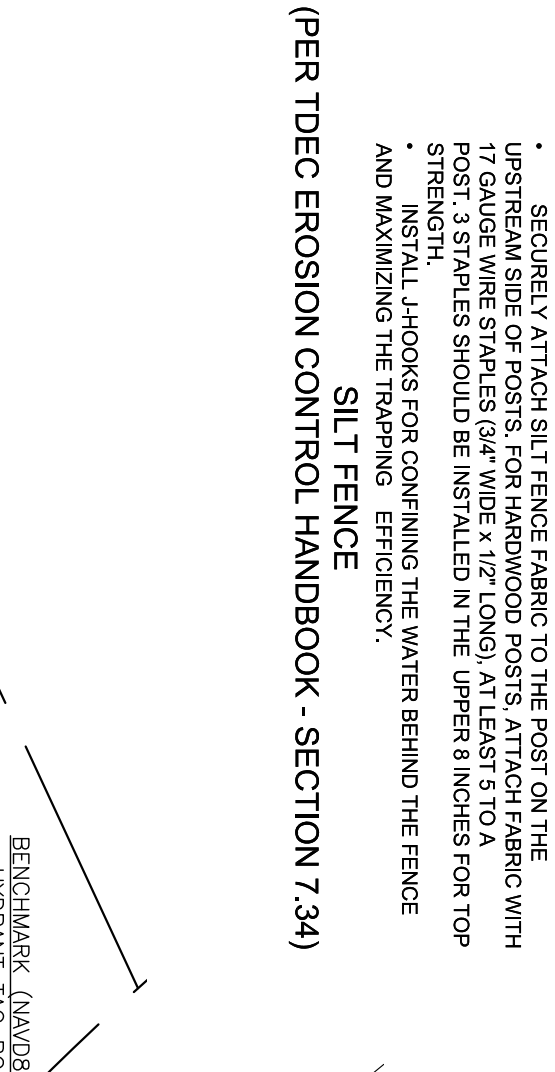 • SECURELY ATTACH SILT FENCE FABRIC TO THE POST ON THE
UPSTREAM SIDE OF POSTS. FOR HARDWOOD POSTS, ATTACH FABRIC WITH
17 GAUGE WIRE STAPLES (3/4" WIDE x 1/2" LONG), AT LEAST 5 TO A
POST. 3 STAPLES SHOULD BE INSTALLED IN THE UPPER 8 INCHES FOR TOP
STRENGTH.
• INSTALL J-HOOKS FOR CONFINING THE WATER BEHIND THE FENCE
AND MAXIMIZING THE TRAPPING EFFICIENCY.
SILT FENCE
(PER TDEC EROSION CONTROL HANDBOOK - SECTION 7.34)
BENCHMARK (NAVD8